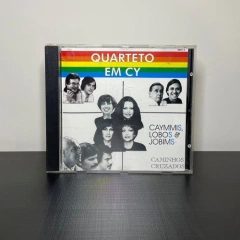 QUARTETO
EM CY
CAYMMIS,
LOBOS &
JOBIMS
CAMINHOS
CRUZADOS